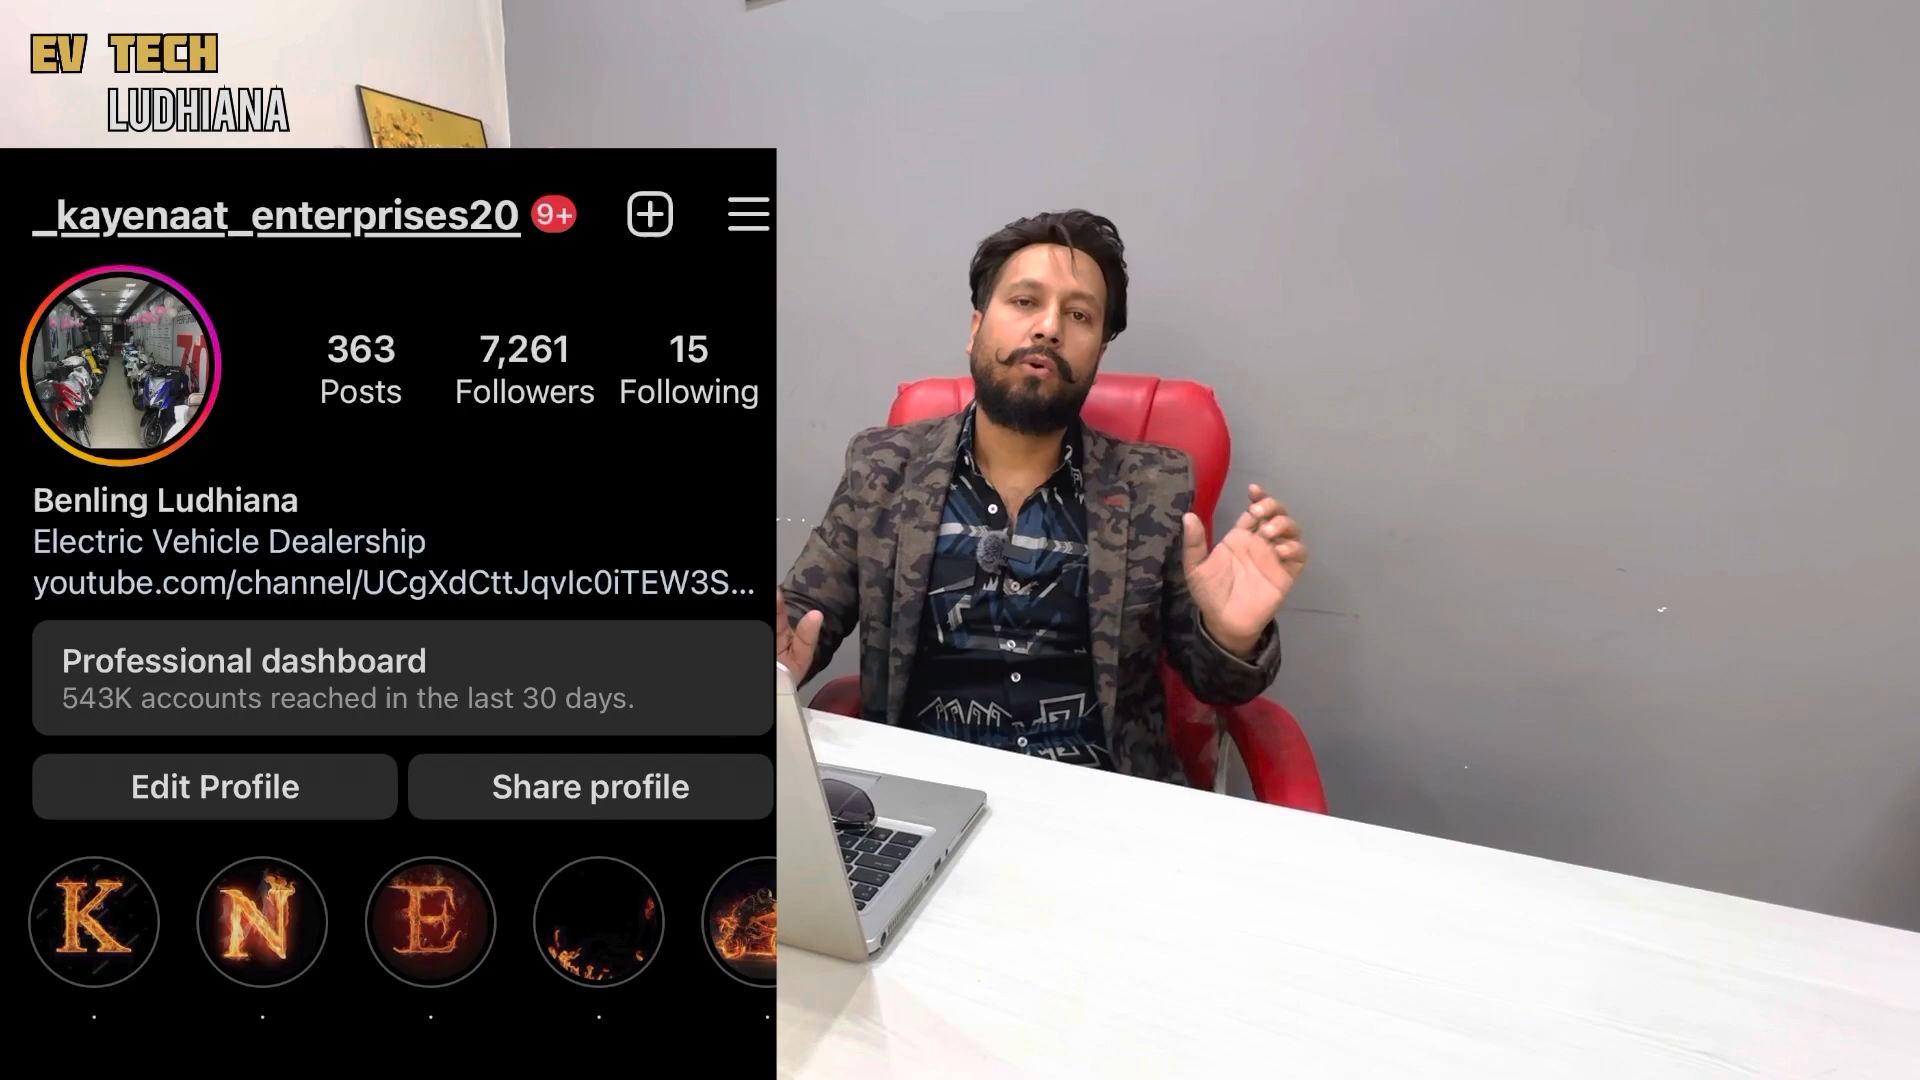 EV TECH
LUDHIANA
_kayenaat_enterprises20 9+
363 7,261 15
Posts Followers Following
Benling Ludhiana
Electric Vehicle Dealership
youtube.com/channel/UCgXdCttJqvIc0iTEW3S...
Professional dashboard
543K accounts reached in the last 30 days.
Edit Profile Share profile
K N E